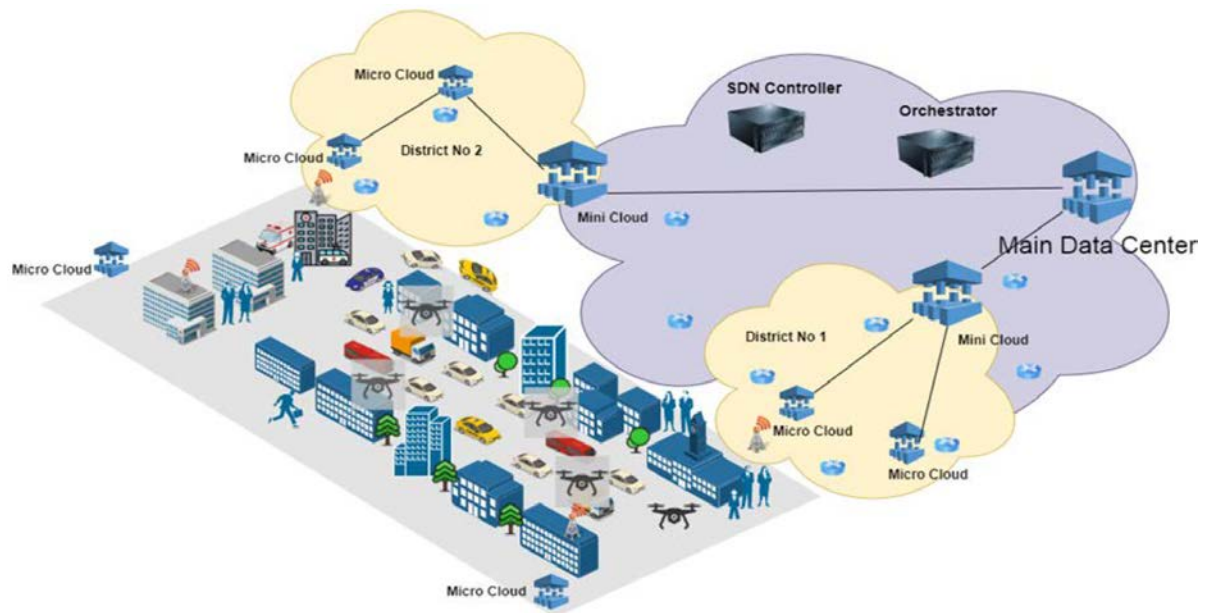 Micro Cloud
SDN Controller
Orchestrator
Micro Cloud
District No 2
Mini Cloud
Micro Cloud
Main Data Center
District No 1
Mini Cloud
Micro Cloud
Micro Cloud
Micro Cloud